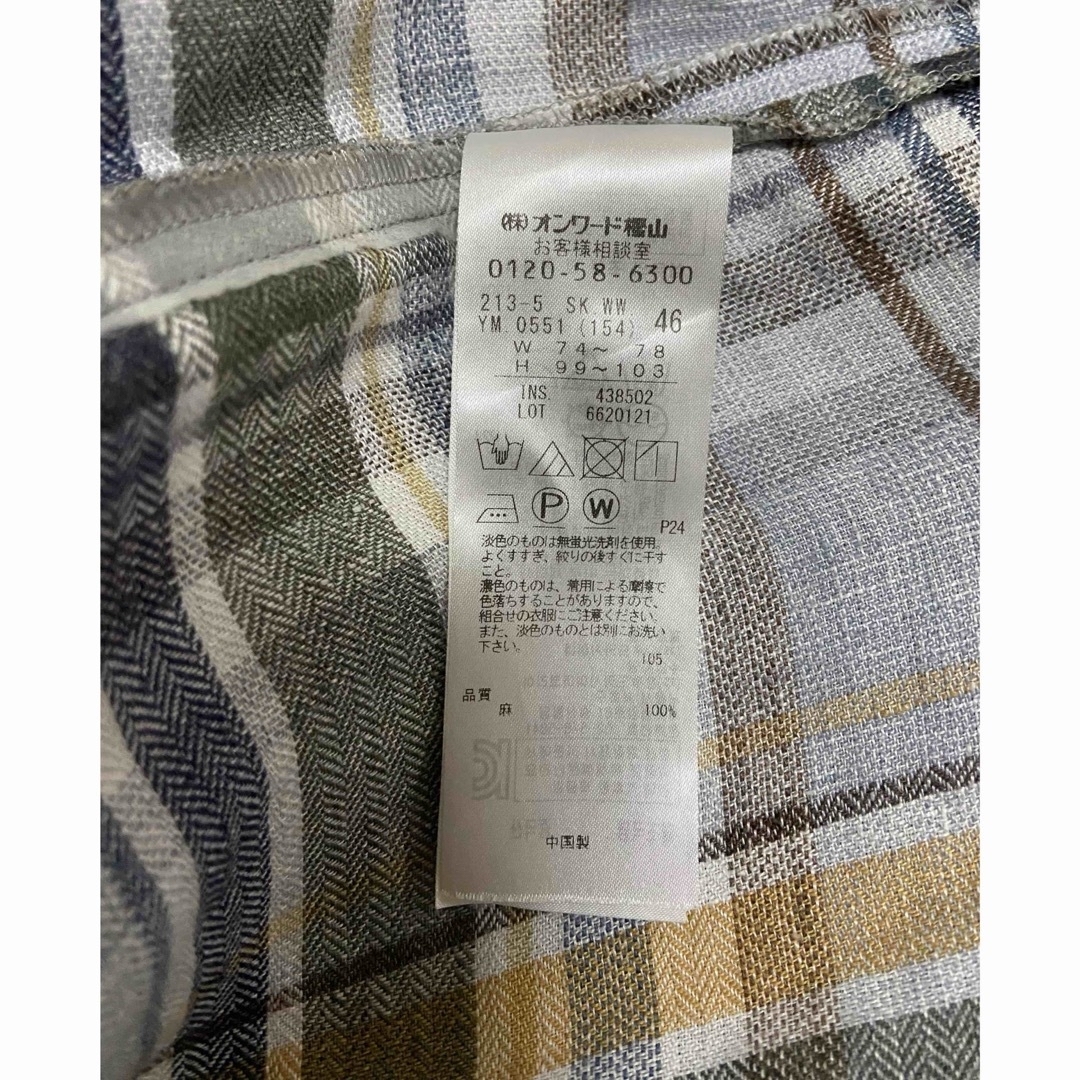 ㈱オンワード樫山
お客様相談室
0120-58-6300
213-5 SK WW
YM. 0551 (154) 46
W 74～ 78
H 99～103
INS. 438502
LOT 6620121
P W
P24
淡色のものは無蛍光洗剤を使用。
よくすすぎ、絞りの後すぐに干す
こと。
濃色のものは、着用による摩擦で
色落ちすることがありますので、
組合せの衣服にご注意ください。
また、淡色のものとは別にお洗い
下さい。
105
品質
麻 100%
中国製